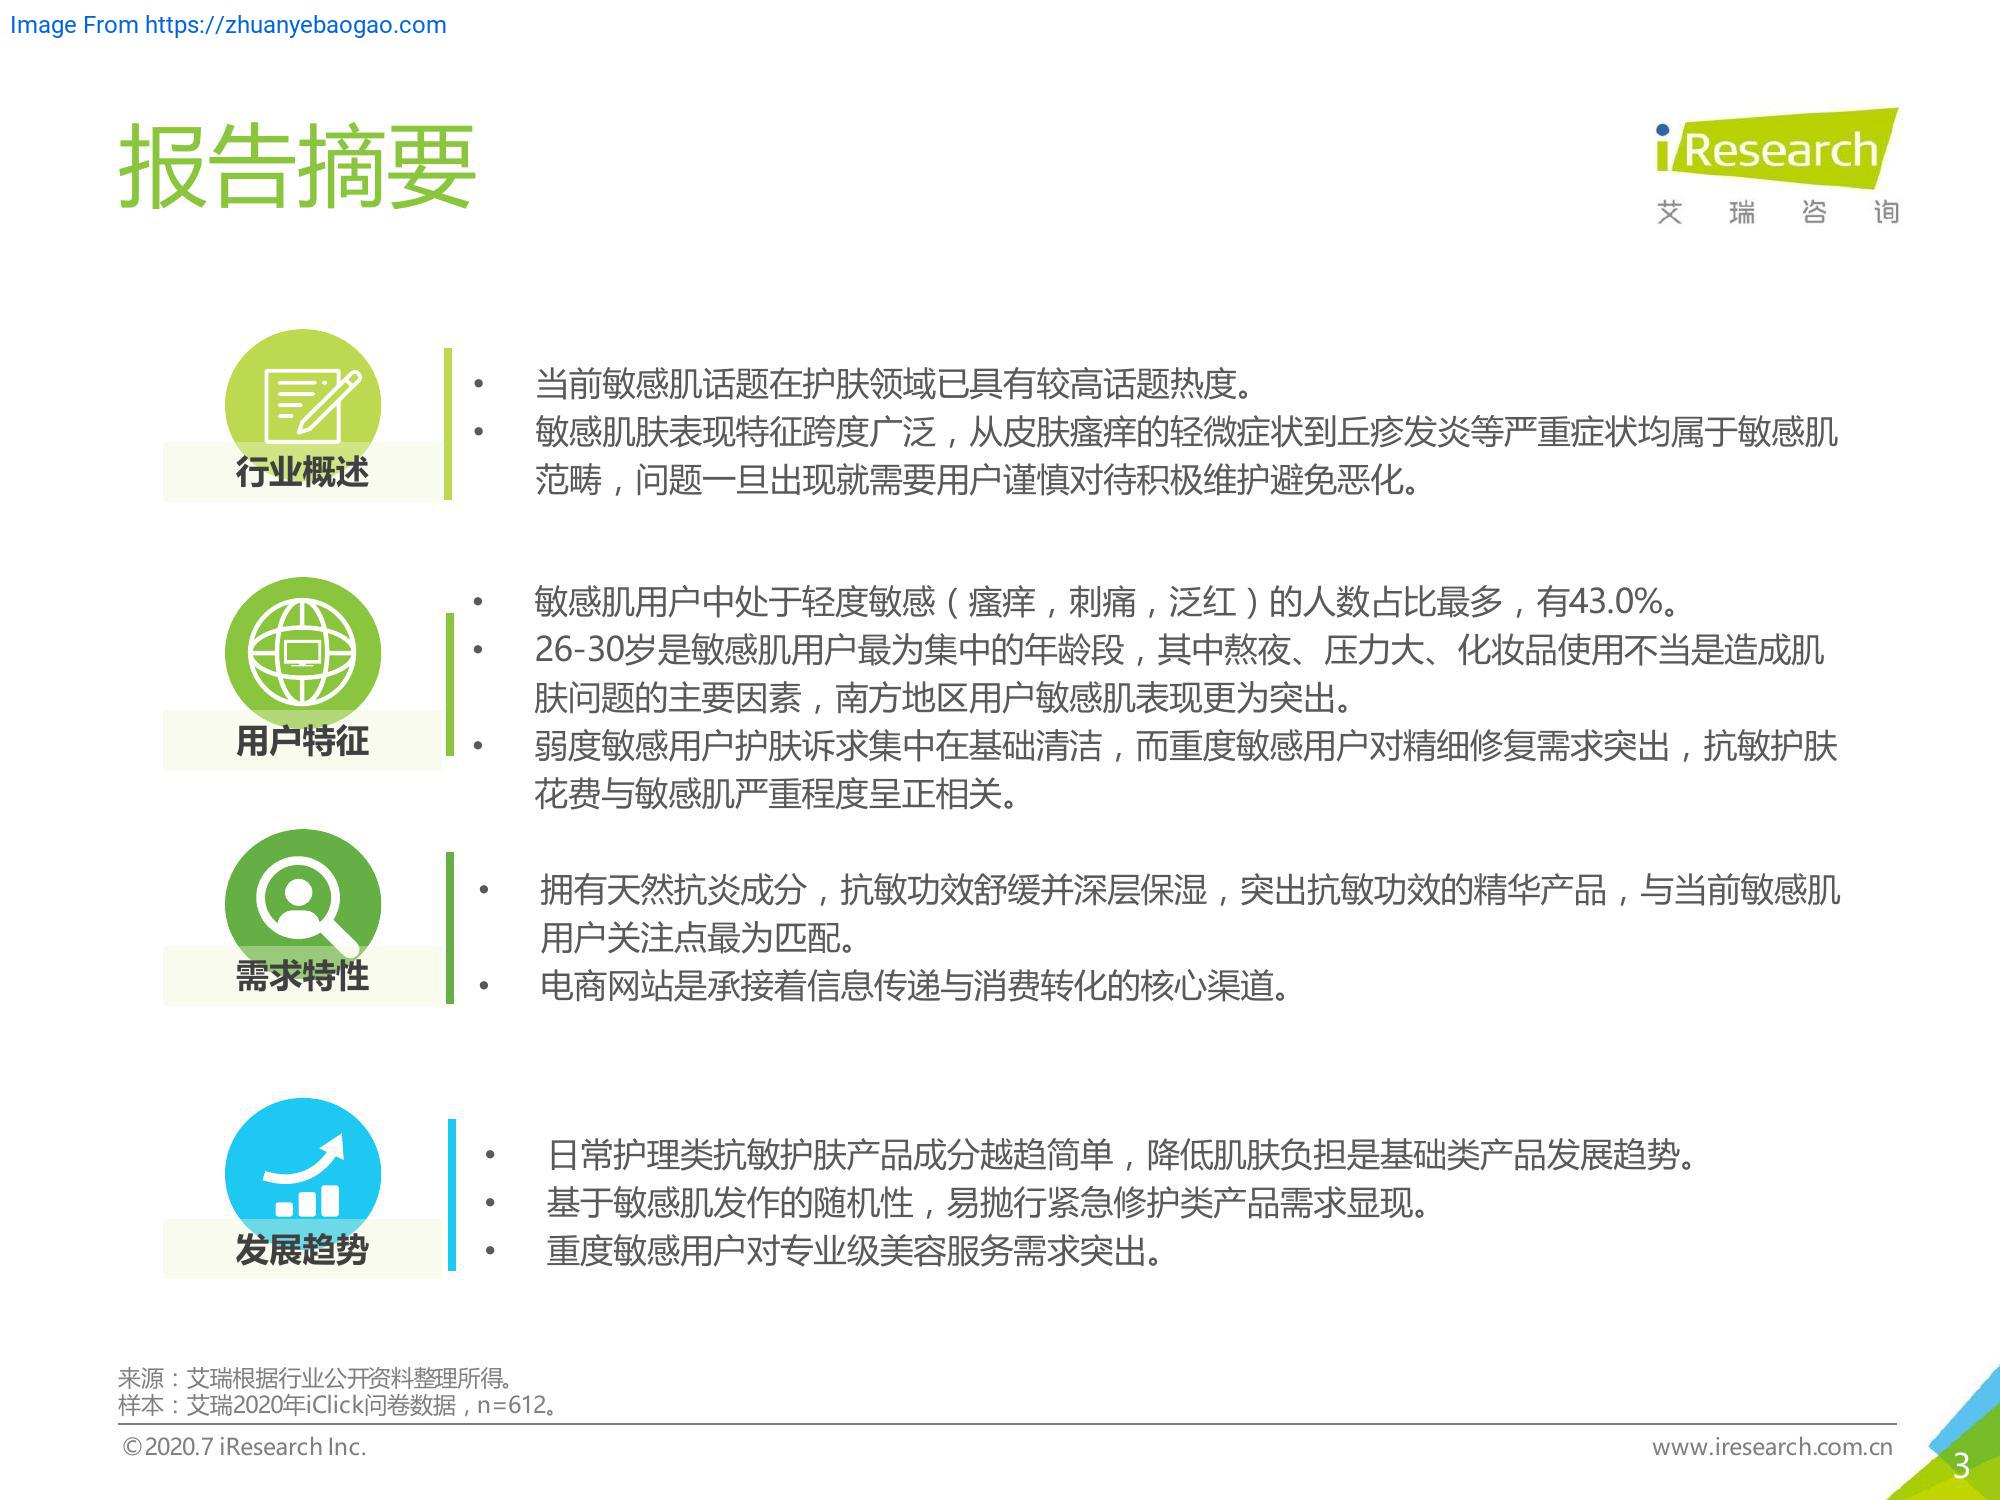 Image From https://zhuanyebaogao.com
报告摘要
iResearch
艾瑞咨询
• 当前敏感肌话题在护肤领域已具有较高话题热度。
• 敏感肌肤表现特征跨度广泛，从皮肤瘙痒的轻微症状到丘疹发炎等严重症状均属于敏感肌
范畴，问题一旦出现就需要用户谨慎对待积极维护避免恶化。
行业概述
• 敏感肌用户中处于轻度敏感（瘙痒，刺痛，泛红）的人数占比最多，有43.0%。
• 26-30岁是敏感肌用户最为集中的年龄段，其中熬夜、压力大、化妆品使用不当是造成肌
肤问题的主要因素，南方地区用户敏感肌表现更为突出。
• 弱度敏感用户护肤诉求集中在基础清洁，而重度敏感用户对精细修复需求突出，抗敏护肤
花费与敏感肌严重程度呈正相关。
用户特征
• 拥有天然抗炎成分，抗敏功效舒缓并深层保湿，突出抗敏功效的精华产品，与当前敏感肌
用户关注点最为匹配。
• 电商网站是承接着信息传递与消费转化的核心渠道。
需求特性
• 日常护理类抗敏护肤产品成分越趋简单，降低肌肤负担是基础类产品发展趋势。
• 基于敏感肌发作的随机性，易抛行紧急修护类产品需求显现。
• 重度敏感用户对专业级美容服务需求突出。
发展趋势
来源：艾瑞根据行业公开资料整理所得。
样本：艾瑞2020年iClick问卷数据，n=612。
©2020.7 iResearch Inc.
www.iresearch.com.cn
3